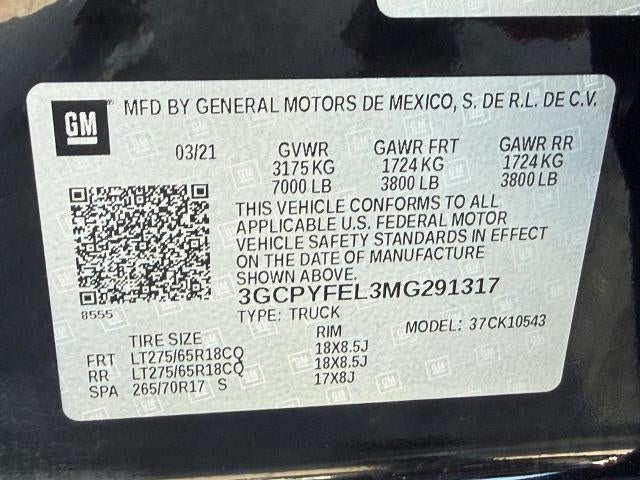 GM
MFD BY GENERAL MOTORS DE MEXICO, S. DE R.L. DE C.V.
03/21 GVWR GAWR FRT GAWR RR
3175 KG 1724 KG 1724 KG
7000 LB 3800 LB 3800 LB
THIS VEHICLE CONFORMS TO ALL
APPLICABLE U.S. FEDERAL MOTOR
VEHICLE SAFETY STANDARDS IN EFFECT
ON THE DATE OF MANUFACTURE
SHOWN ABOVE.
3GCPYFEL3MG291317
8555
TYPE: TRUCK MODEL: 37CK10543
TIRE SIZE RIM
FRT LT275/65R18CQ 18X8.5J
RR LT275/65R18CQ 18X8.5J
SPA 265/70R17 S 17X8J